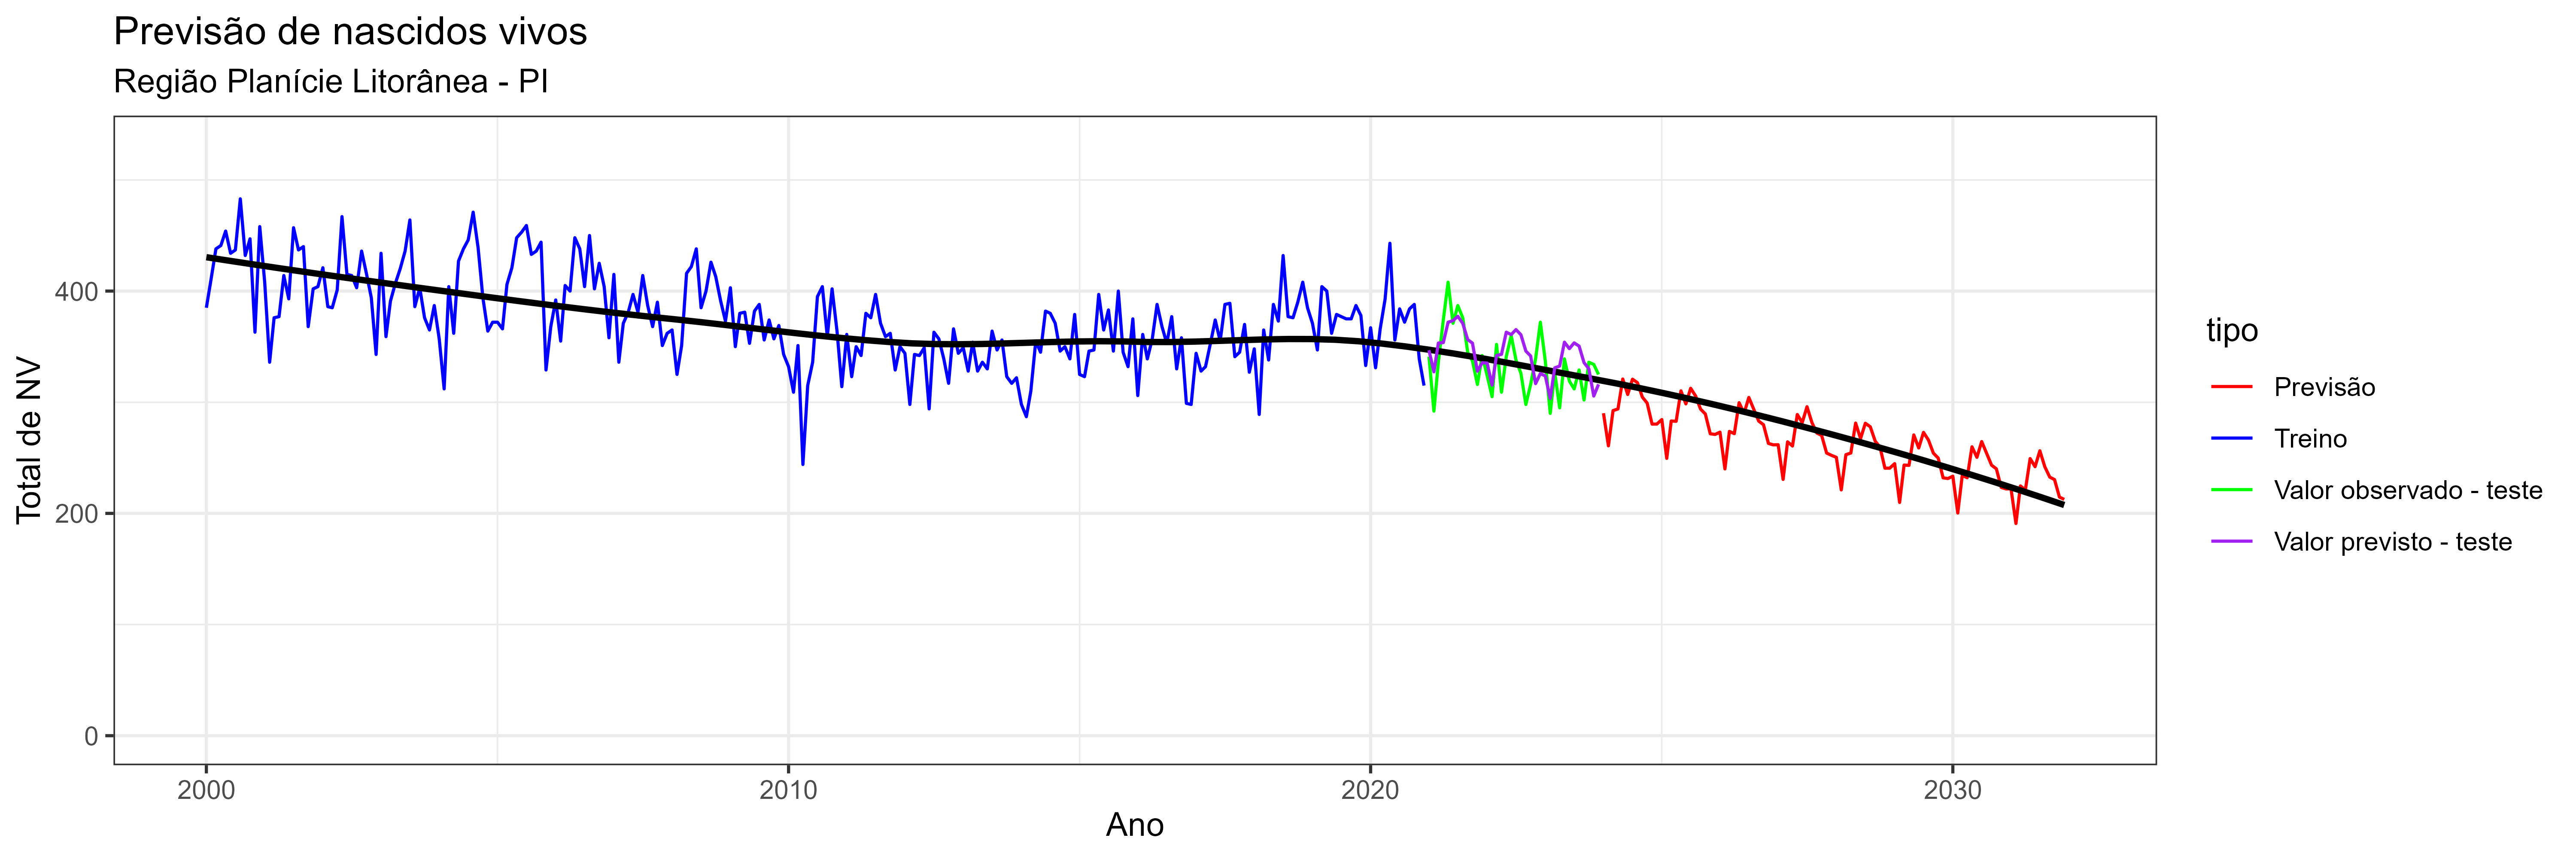 Previsão de nascidos vivos
Região Planície Litorânea - PI
Total de NV
400
200
0
2000
2010
2020
2030
Ano
tipo
Previsão
Treino
Valor observado - teste
Valor previsto - teste